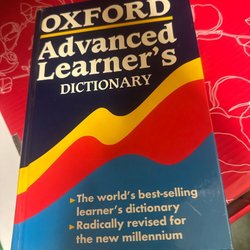 OXFORD
Advanced
Learner's
DICTIONARY
▸The world's best-selling
learner's dictionary
▸Radically revised for
the new millennium